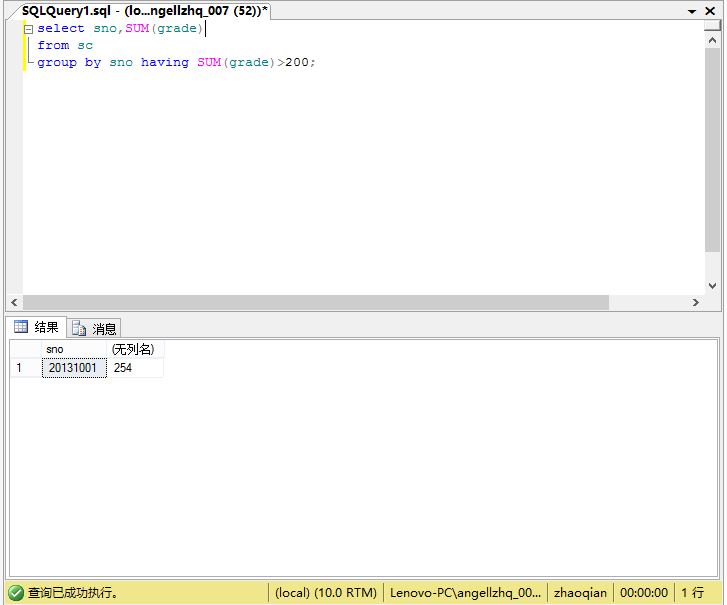 SQLQuery1.sql - (lo...ngellzhq_007 (52))*
select sno,SUM(grade)
from sc
group by sno having SUM(grade)>200;
结果 消息
sno (无列名)
1 20131001 254
查询已成功执行。 (local) (10.0 RTM) Lenovo-PC\angellzhq_00... zhaoqian 00:00:00 1 行